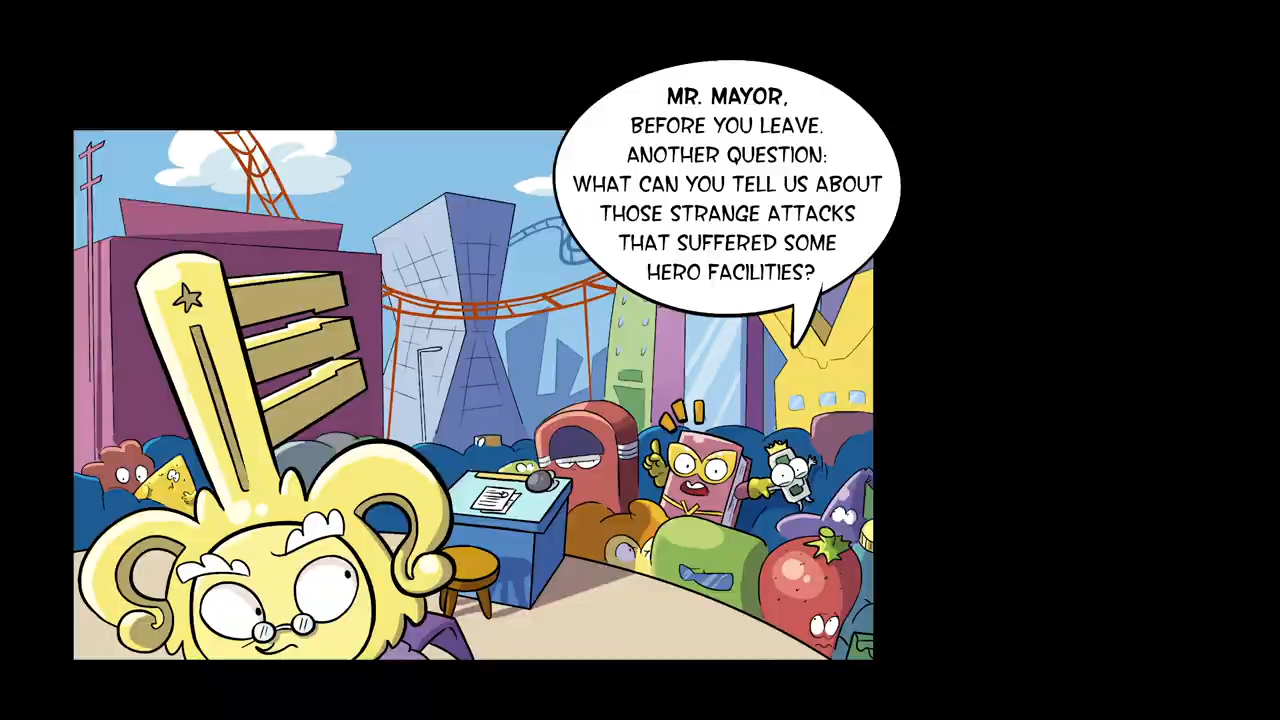 MR. MAYOR,
BEFORE YOU LEAVE.
ANOTHER QUESTION:
WHAT CAN YOU TELL US ABOUT
THOSE STRANGE ATTACKS
THAT SUFFERED SOME
HERO FACILITIES?